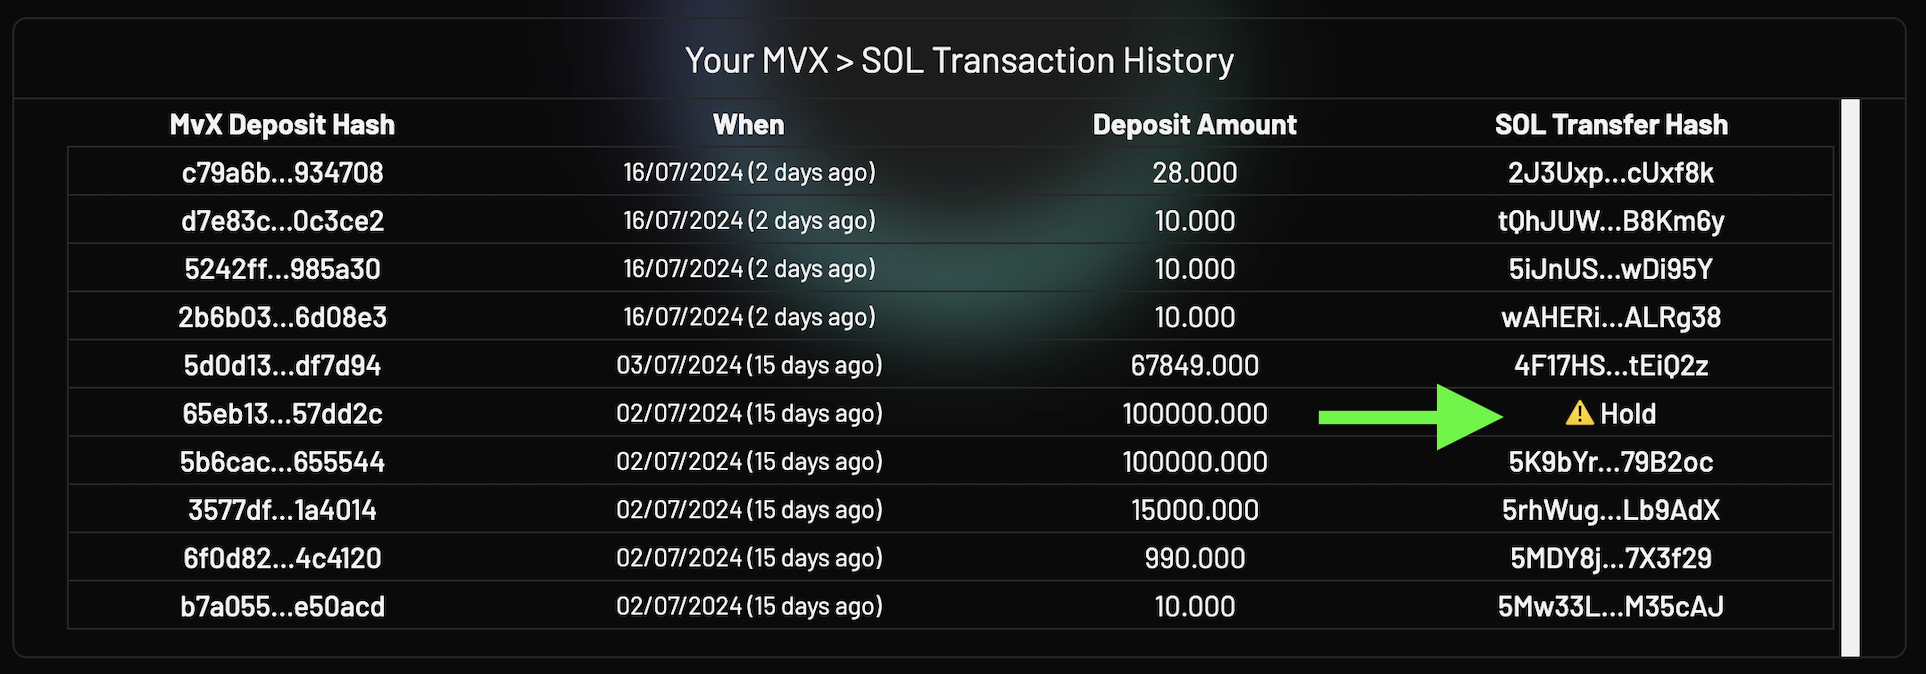 Your MVX > SOL Transaction History
MvX Deposit Hash When Deposit Amount SOL Transfer Hash
c79a6b...934708 16/07/2024 (2 days ago) 28.000 2J3Uxp...cUxf8k
d7e83c...0c3ce2 16/07/2024 (2 days ago) 10.000 tQhJUW...B8Km6y
5242ff...985a30 16/07/2024 (2 days ago) 10.000 5iJnUS...wDi95Y
2b6b03...6d08e3 16/07/2024 (2 days ago) 10.000 wAHERi...ALRg38
5d0d13...df7d94 03/07/2024 (15 days ago) 67849.000 4F17HS...tEiQ2z
65eb13...57dd2c 02/07/2024 (15 days ago) 100000.000 ⚠️ Hold
5b6cac...655544 02/07/2024 (15 days ago) 100000.000 5K9bYr...79B2oc
3577df...1a4014 02/07/2024 (15 days ago) 15000.000 5rhWug...Lb9AdX
6f0d82...4c4120 02/07/2024 (15 days ago) 990.000 5MDY8j...7X3f29
b7a055...e50acd 02/07/2024 (15 days ago) 10.000 5Mw33L...M35cAJ